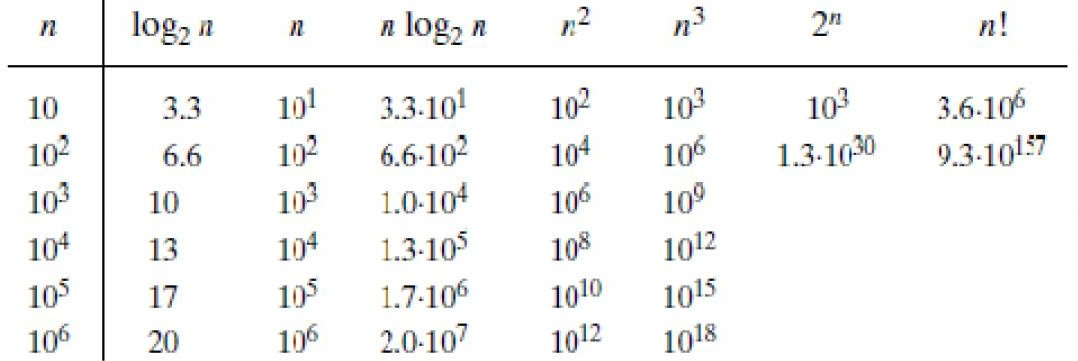 n log₂ n n n log₂ n n² n³ 2ⁿ n!
10 3.3 10¹ 3.3·10¹ 10² 10³ 10³ 3.6·10⁶
10² 6.6 10² 6.6·10² 10⁴ 10⁶ 1.3·10³⁰ 9.3·10¹⁵⁷
10³ 10 10³ 1.0·10⁴ 10⁶ 10⁹
10⁴ 13 10⁴ 1.3·10⁵ 10⁸ 10¹²
10⁵ 17 10⁵ 1.7·10⁶ 10¹⁰ 10¹⁵
10⁶ 20 10⁶ 2.0·10⁷ 10¹² 10¹⁸